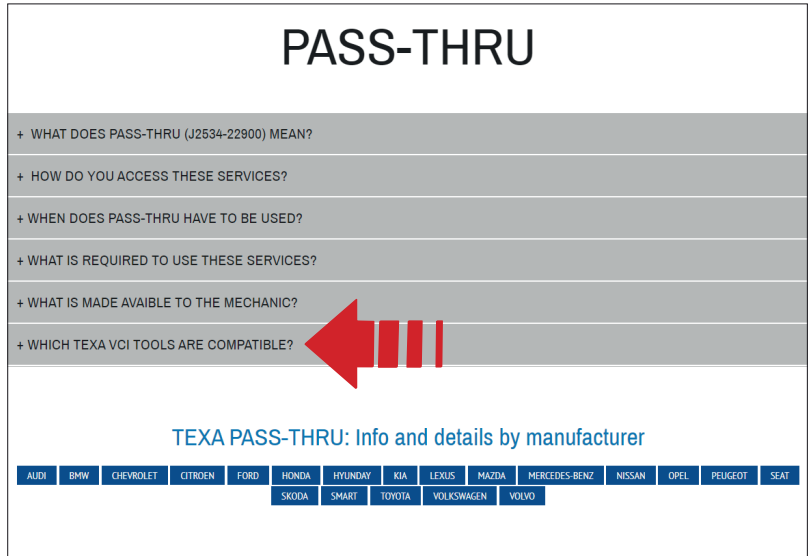 PASS-THRU
+ WHAT DOES PASS-THRU (J2534-22900) MEAN?
+ HOW DO YOU ACCESS THESE SERVICES?
+ WHEN DOES PASS-THRU HAVE TO BE USED?
+ WHAT IS REQUIRED TO USE THESE SERVICES?
+ WHAT IS MADE AVAIBLE TO THE MECHANIC?
+ WHICH TEXA VCI TOOLS ARE COMPATIBLE?
TEXA PASS-THRU: Info and details by manufacturer
AUDI BMW CHEVROLET CITROEN FORD HONDA HYUNDAY KIA LEXUS MAZDA MERCEDES-BENZ NISSAN OPEL PEUGEOT SEAT
SKODA SMART TOYOTA VOLKSWAGEN VOLVO